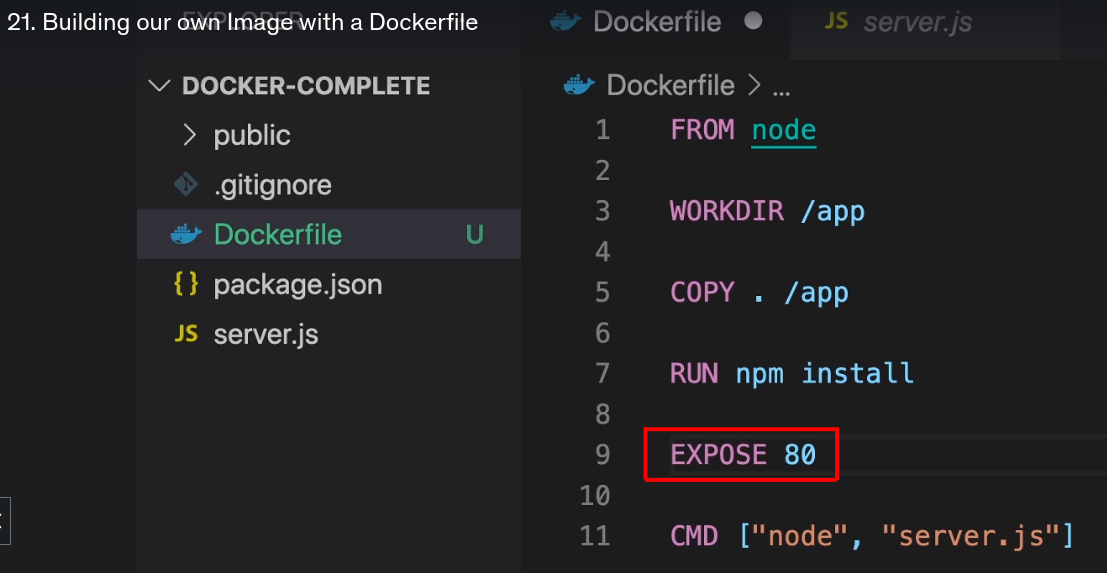 21. Building our own Image with a Dockerfile
EXPLORER
DOCKER-COMPLETE
public
.gitignore
Dockerfile U
package.json
JS server.js
Dockerfile
JS server.js
Dockerfile > ...
1 FROM node
2
3 WORKDIR /app
4
5 COPY . /app
6
7 RUN npm install
8
9 EXPOSE 80
10
11 CMD ["node", "server.js"]